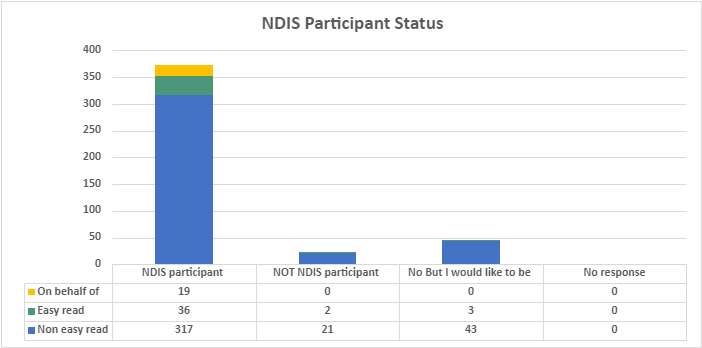 NDIS Participant Status
400
350
300
250
200
150
100
50
0
NDIS participant NOT NDIS participant No But I would like to be No response
On behalf of 19 0 0 0
Easy read 36 2 3 0
Non easy read 317 21 43 0